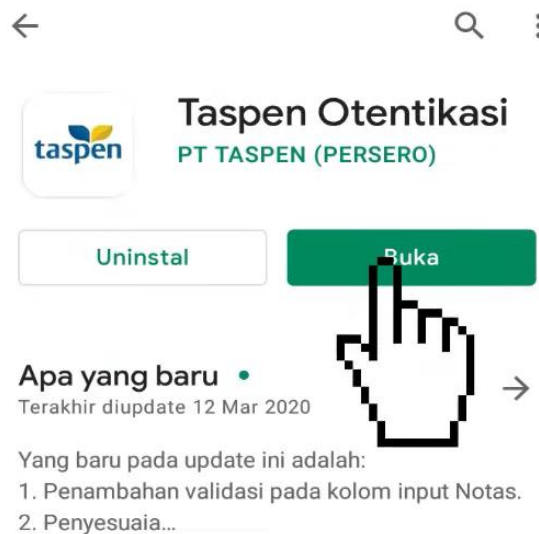 Taspen Otentikasi
taspen
PT TASPEN (PERSERO)
Uninstal
Buka
Apa yang baru
Terakhir diupdate 12 Mar 2020
Yang baru pada update ini adalah:
1. Penambahan validasi pada kolom input Notas.
2. Penyesuaia...